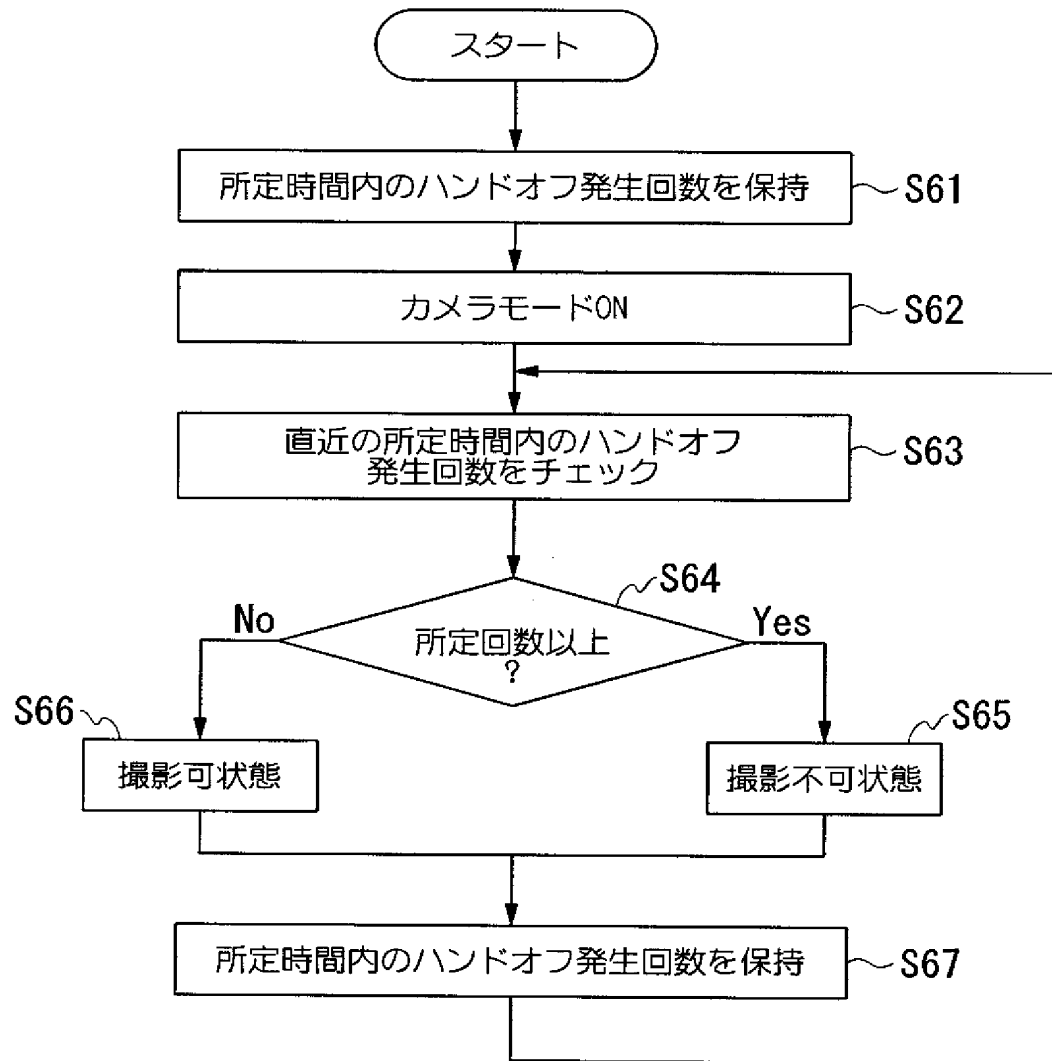 スタート
所定時間内のハンドオフ発生回数を保持
S61
カメラモードON
S62
直近の所定時間内のハンドオフ
発生回数をチェック
S63
S64
No
Yes
所定回数以上
?
S66
S65
撮影可状態
撮影不可状態
所定時間内のハンドオフ発生回数を保持
S67